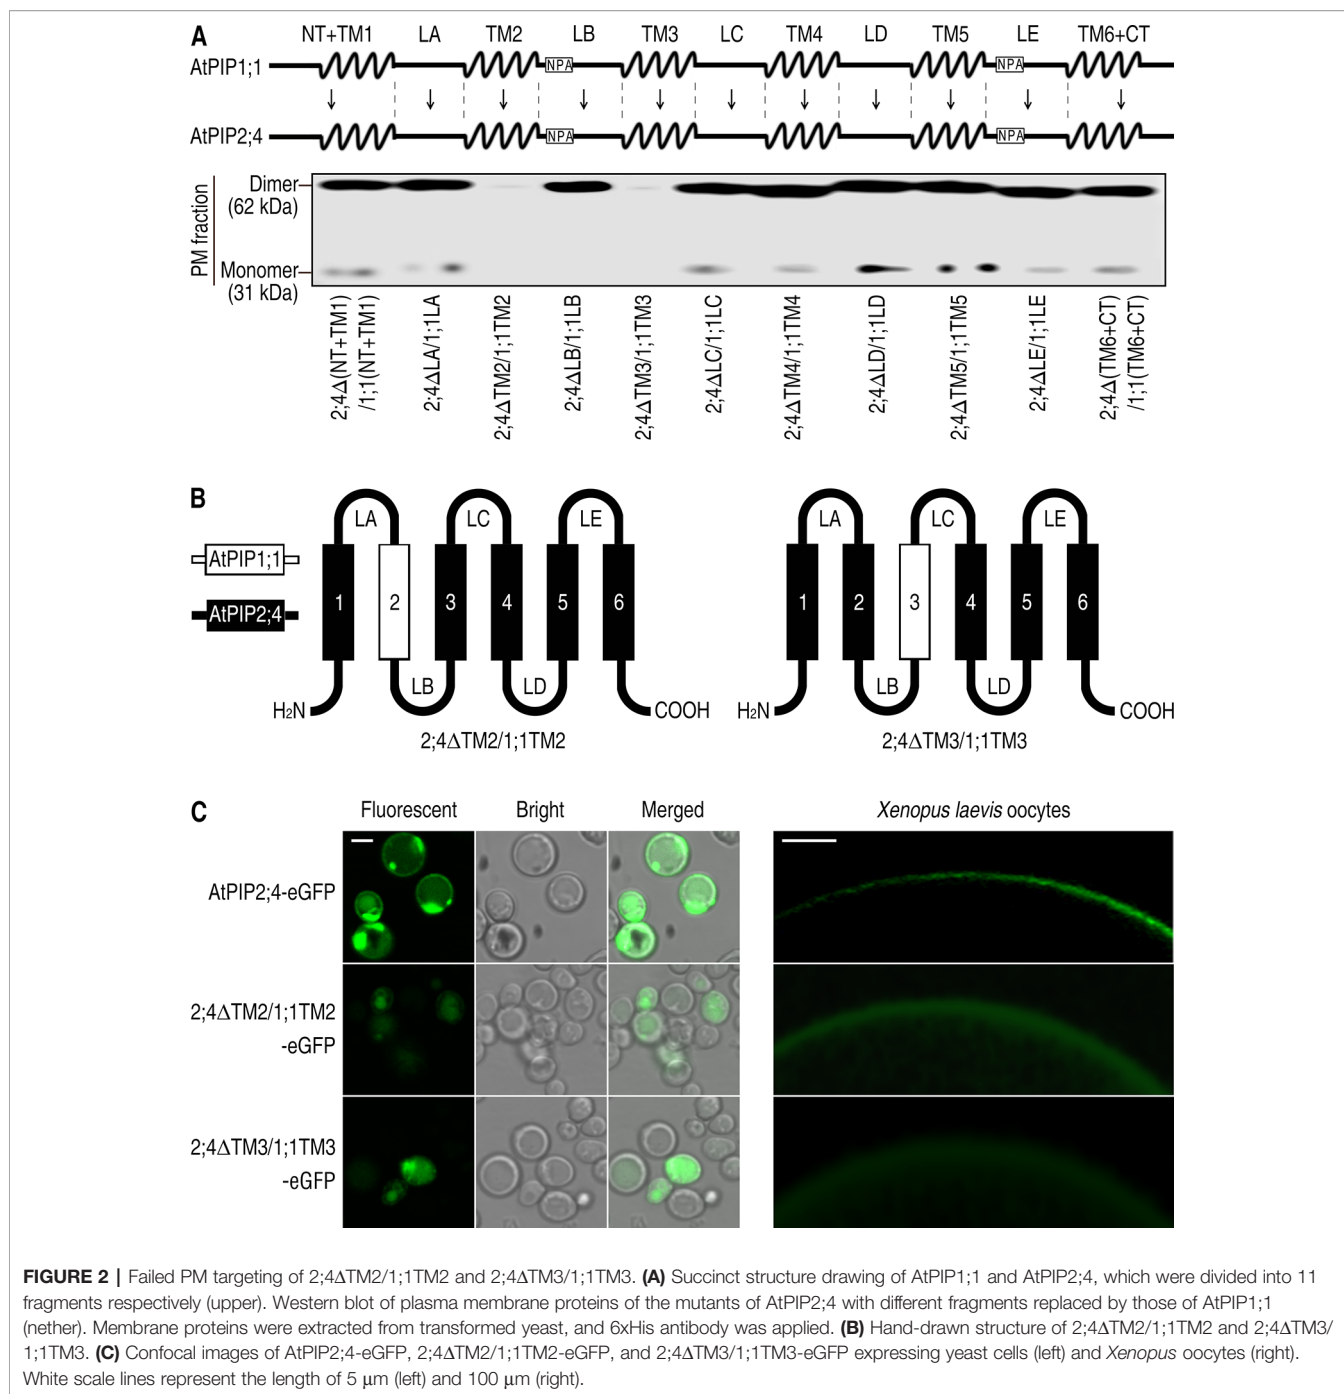 A
NT+TM1 LA TM2 LB TM3 LC TM4 LD TM5 LE TM6+CT
AtPIP1;1 NPA NPA
AtPIP2;4 NPA NPA
PM fraction
Dimer
(62 kDa)
Monomer
(31 kDa)
2;4Δ(NT+TM1)
/1;1(NT+TM1)
2;4ΔLA/1;1LA
2;4ΔTM2/1;1TM2
2;4ΔLB/1;1LB
2;4ΔTM3/1;1TM3
2;4ΔLC/1;1LC
2;4ΔTM4/1;1TM4
2;4ΔLD/1;1LD
2;4ΔTM5/1;1TM5
2;4ΔLE/1;1LE
2;4Δ(TM6+CT)
/1;1(TM6+CT)
B
AtPIP1;1
AtPIP2;4
LA LC LE
1 2 3 4 5 6
LB LD
H2N COOH
2;4ΔTM2/1;1TM2
LA LC LE
1 2 3 4 5 6
LB LD
H2N COOH
2;4ΔTM3/1;1TM3
C
Fluorescent Bright Merged Xenopus laevis oocytes
AtPIP2;4-eGFP
2;4ΔTM2/1;1TM2
-eGFP
2;4ΔTM3/1;1TM3
-eGFP
FIGURE 2 | Failed PM targeting of 2;4ΔTM2/1;1TM2 and 2;4ΔTM3/1;1TM3. (A) Succinct structure drawing of AtPIP1;1 and AtPIP2;4, which were divided into 11
fragments respectively (upper). Western blot of plasma membrane proteins of the mutants of AtPIP2;4 with different fragments replaced by those of AtPIP1;1
(nether). Membrane proteins were extracted from transformed yeast, and 6xHis antibody was applied. (B) Hand-drawn structure of 2;4ΔTM2/1;1TM2 and 2;4ΔTM3/
1;1TM3. (C) Confocal images of AtPIP2;4-eGFP, 2;4ΔTM2/1;1TM2-eGFP, and 2;4ΔTM3/1;1TM3-eGFP expressing yeast cells (left) and Xenopus oocytes (right).
White scale lines represent the length of 5 μm (left) and 100 μm (right).